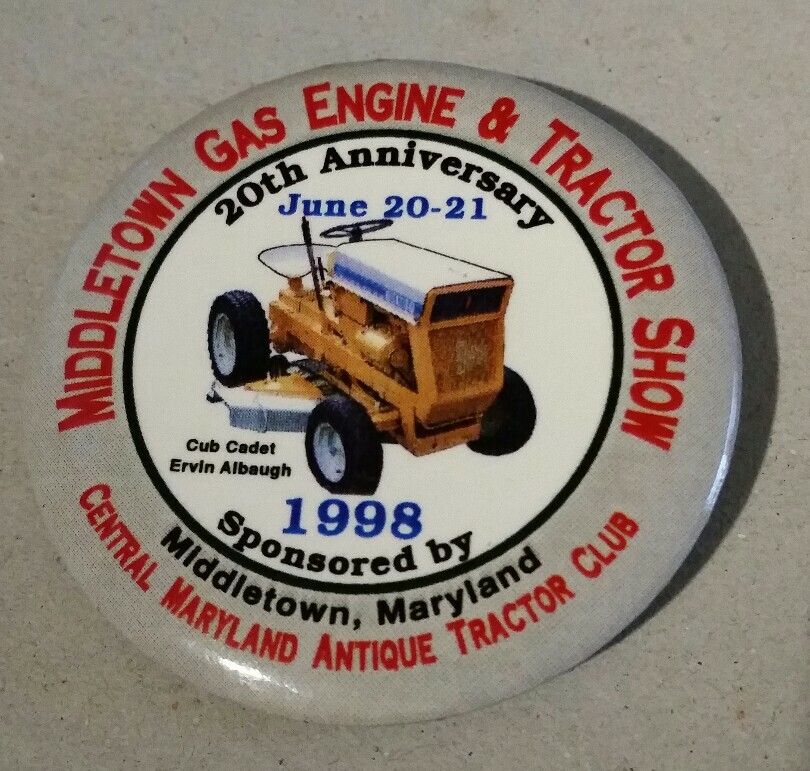 MIDDLETOWN GAS ENGINE & TRACTOR SHOW
20th Anniversary
June 20-21
Cub Cadet
Ervin Albaugh
1998
Sponsored by
Middletown, Maryland
CENTRAL MARYLAND ANTIQUE TRACTOR CLUB